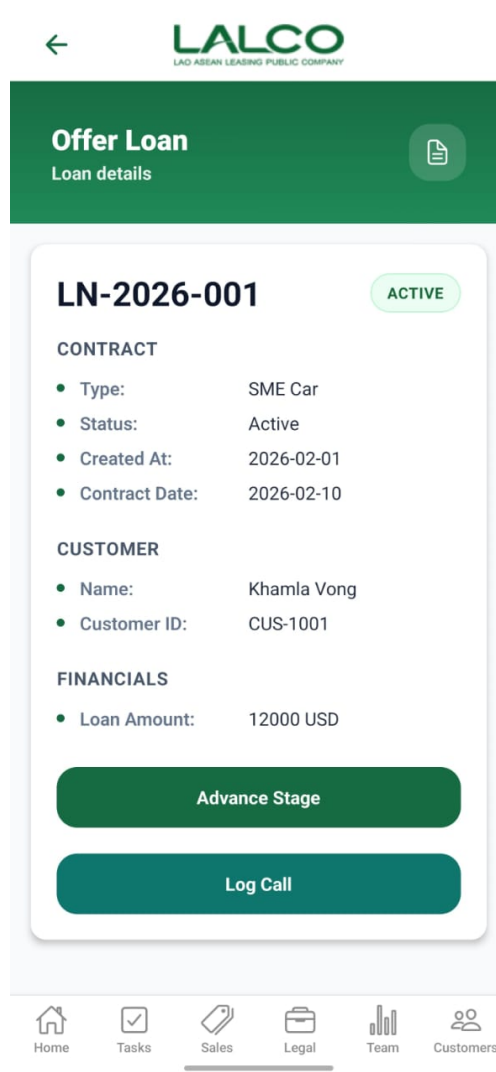 LALCO
LAO ASEAN LEASING PUBLIC COMPANY
Offer Loan
Loan details
LN-2026-001
ACTIVE
CONTRACT
Type: SME Car
Status: Active
Created At: 2026-02-01
Contract Date: 2026-02-10
CUSTOMER
Name: Khamla Vong
Customer ID: CUS-1001
FINANCIALS
Loan Amount: 12000 USD
Advance Stage
Log Call
Home Tasks Sales Legal Team Customers